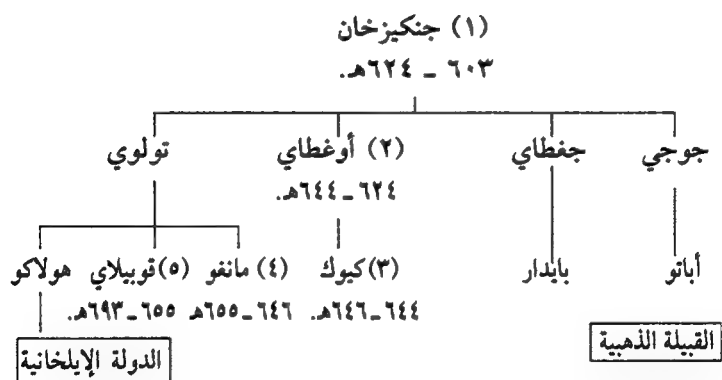 (١) جنكيزخان
٦٠٣ ـ ٦٢٤هـ.
جوجي جغطاي (٢) أوغطاي تولوي
٦٢٤ـ٦٤٤هـ.
أباتو بايدار (٣)كيوك (٤) مانغو (٥)قوبيلاي هولاكو
٦٤٤ـ٦٤٦هـ. ٦٤٦ـ٦٥٥هـ ٦٥٥ـ٦٩٣هـ.
القبيلة الذهبية
الدولة الإيلخانية